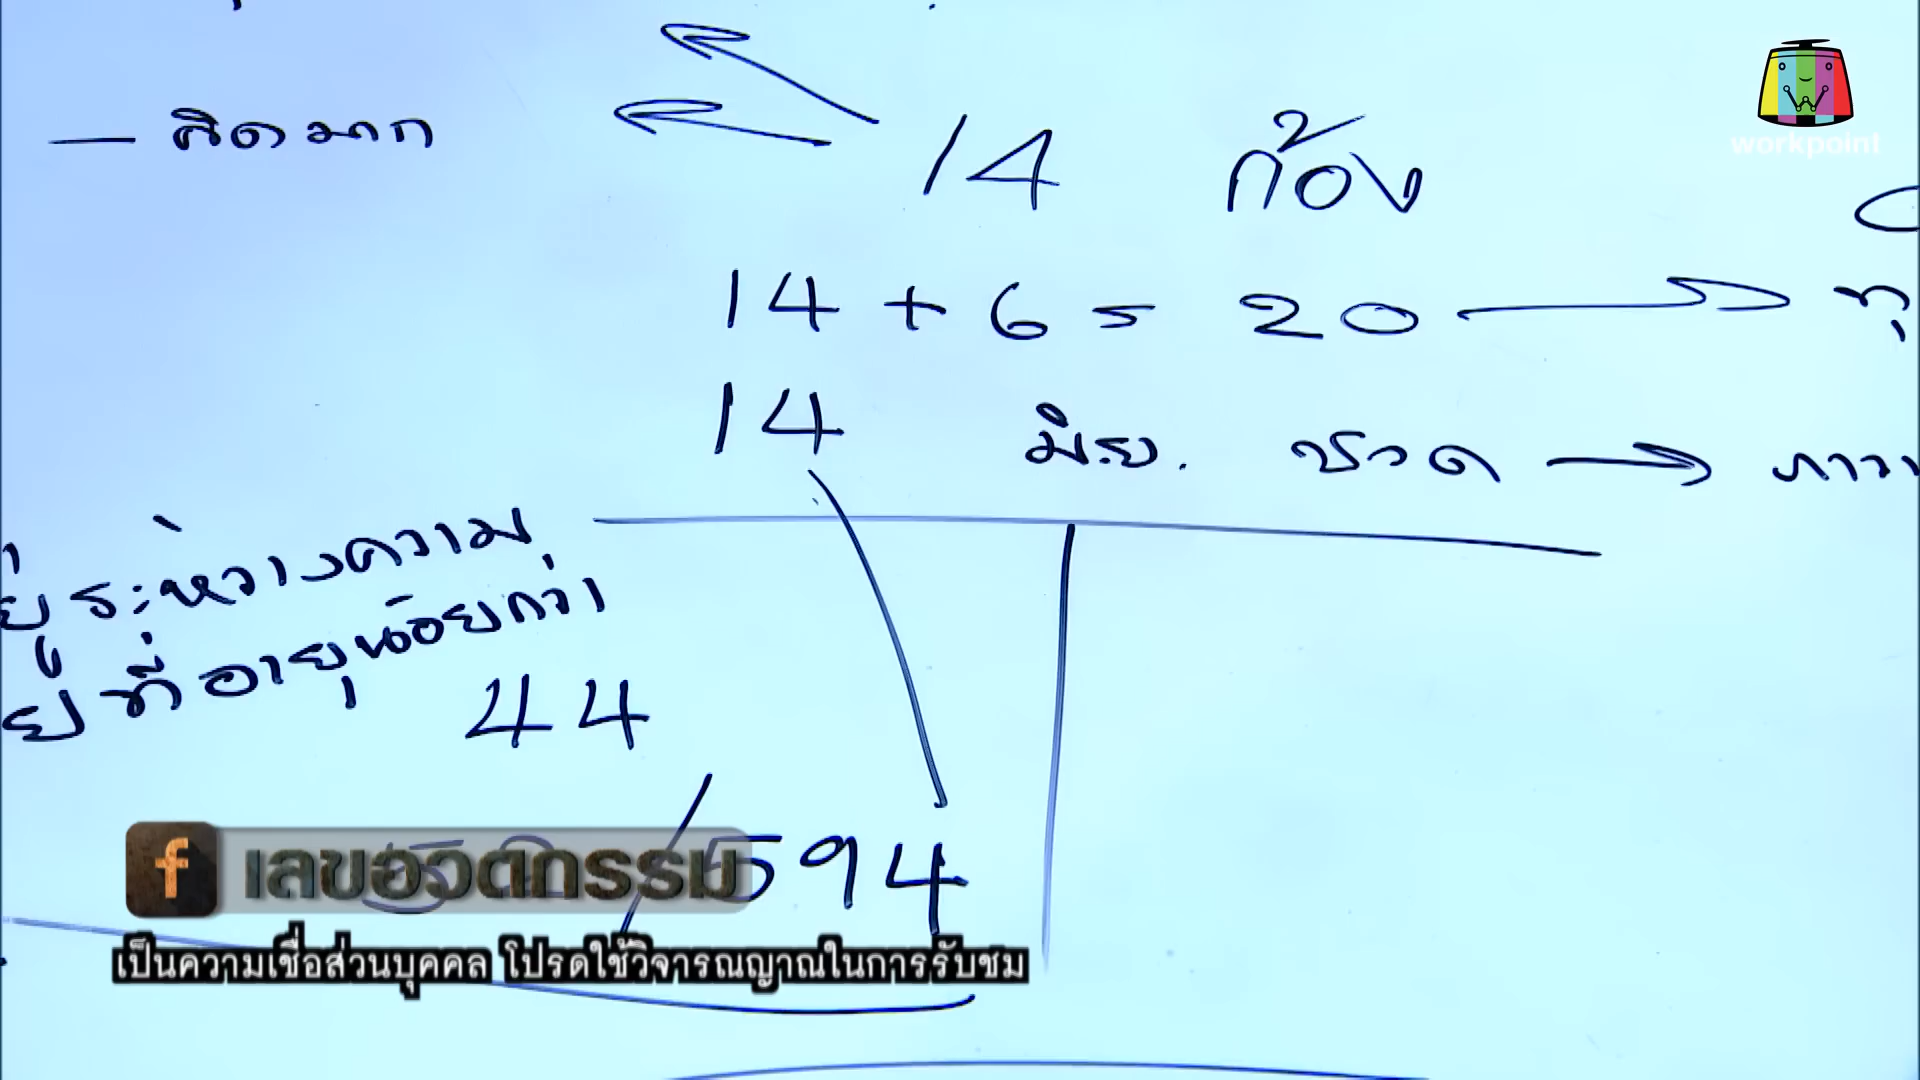 workpoint
— คิดมาก
14 ก้อง
14 + 6 = 20
14 มิ.ย. ชวด
ระหว่างความ
ที่อายุน้อยกว่า
44
594
f เลขอวดกรรม
เป็นความเชื่อส่วนบุคคล โปรดใช้วิจารณญาณในการรับชม